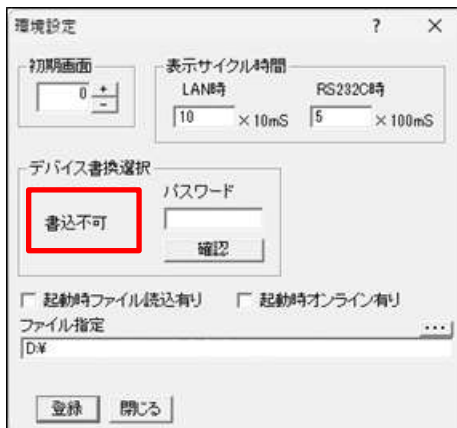 環境設定 ? ×
初期画面
0 + -
表示サイクル時間
LAN時 RS232C時
10 ×10mS 5 ×100mS
デバイス書換選択
書込不可
パスワード
確認
起動時ファイル読込有り 起動時オンライン有り
ファイル指定 ...
D:¥
登録 閉じる